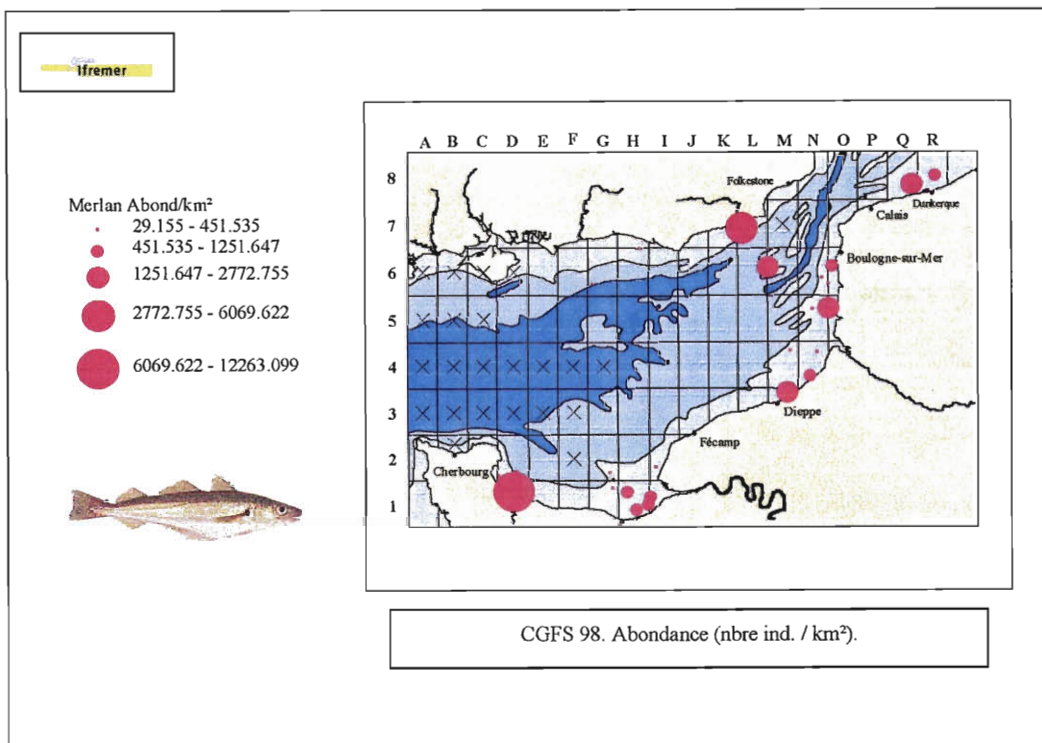 Ifremer
A B C D E F G H I J K L M N O P Q R
8
7
6
5
4
3
2
1
Folkestone
Dunkerque
Calais
Boulogne-sur-Mer
Dieppe
Fécamp
Cherbourg
Merlan Abond/km²
29.155 - 451.535
451.535 - 1251.647
1251.647 - 2772.755
2772.755 - 6069.622
6069.622 - 12263.099
CGFS 98. Abondance (nbre ind. / km²).